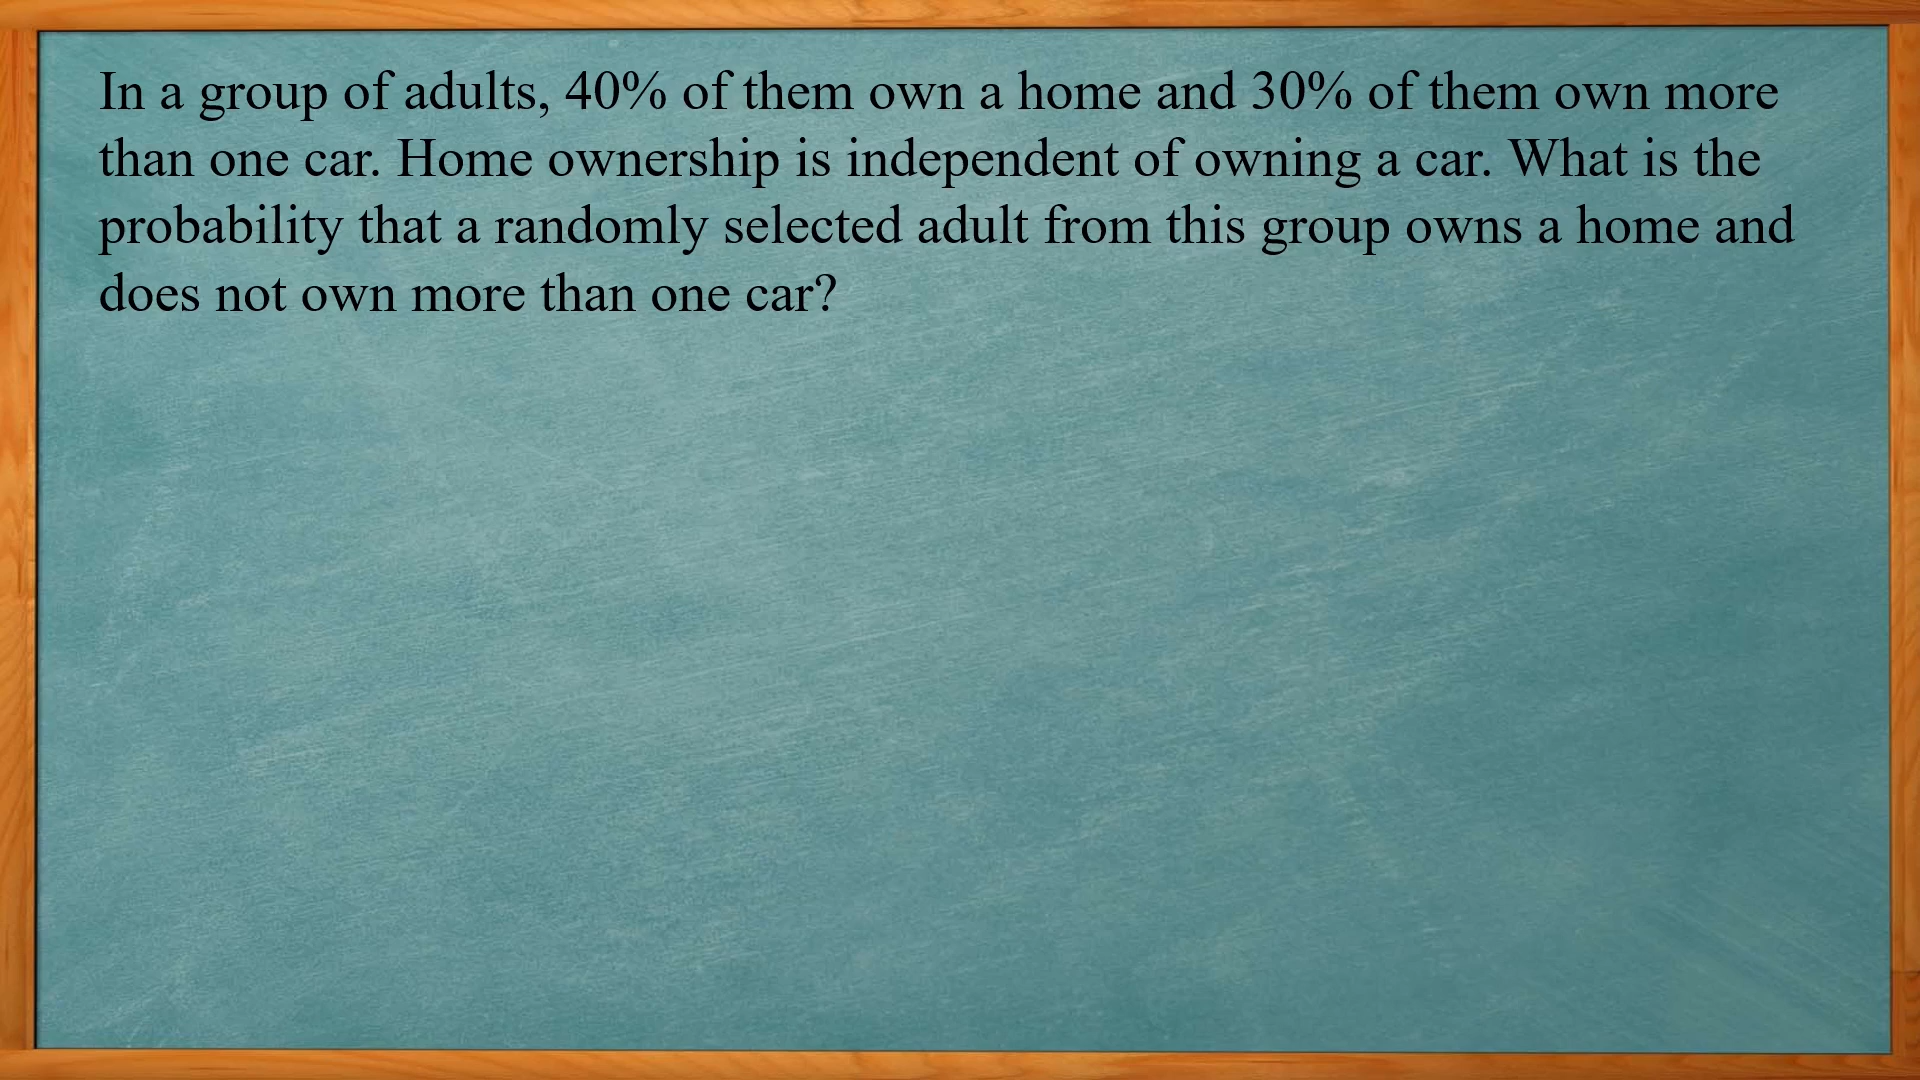 In a group of adults, 40% of them own a home and 30% of them own more
than one car. Home ownership is independent of owning a car. What is the
probability that a randomly selected adult from this group owns a home and
does not own more than one car?